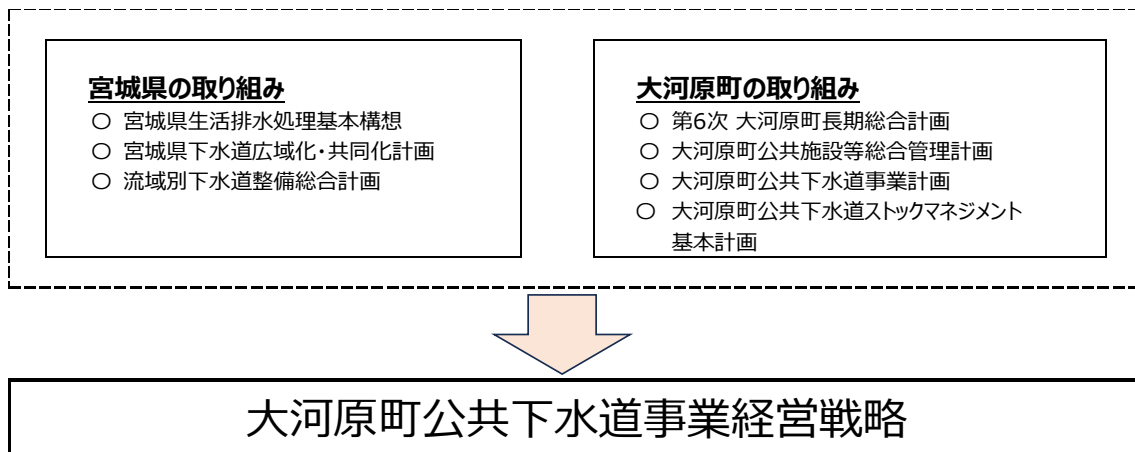 宮城県の取り組み
○ 宮城県生活排水処理基本構想
○ 宮城県下水道広域化・共同化計画
○ 流域別下水道整備総合計画
大河原町の取り組み
○ 第6次 大河原町長期総合計画
○ 大河原町公共施設等総合管理計画
○ 大河原町公共下水道事業計画
○ 大河原町公共下水道ストックマネジメント
基本計画
大河原町公共下水道事業経営戦略